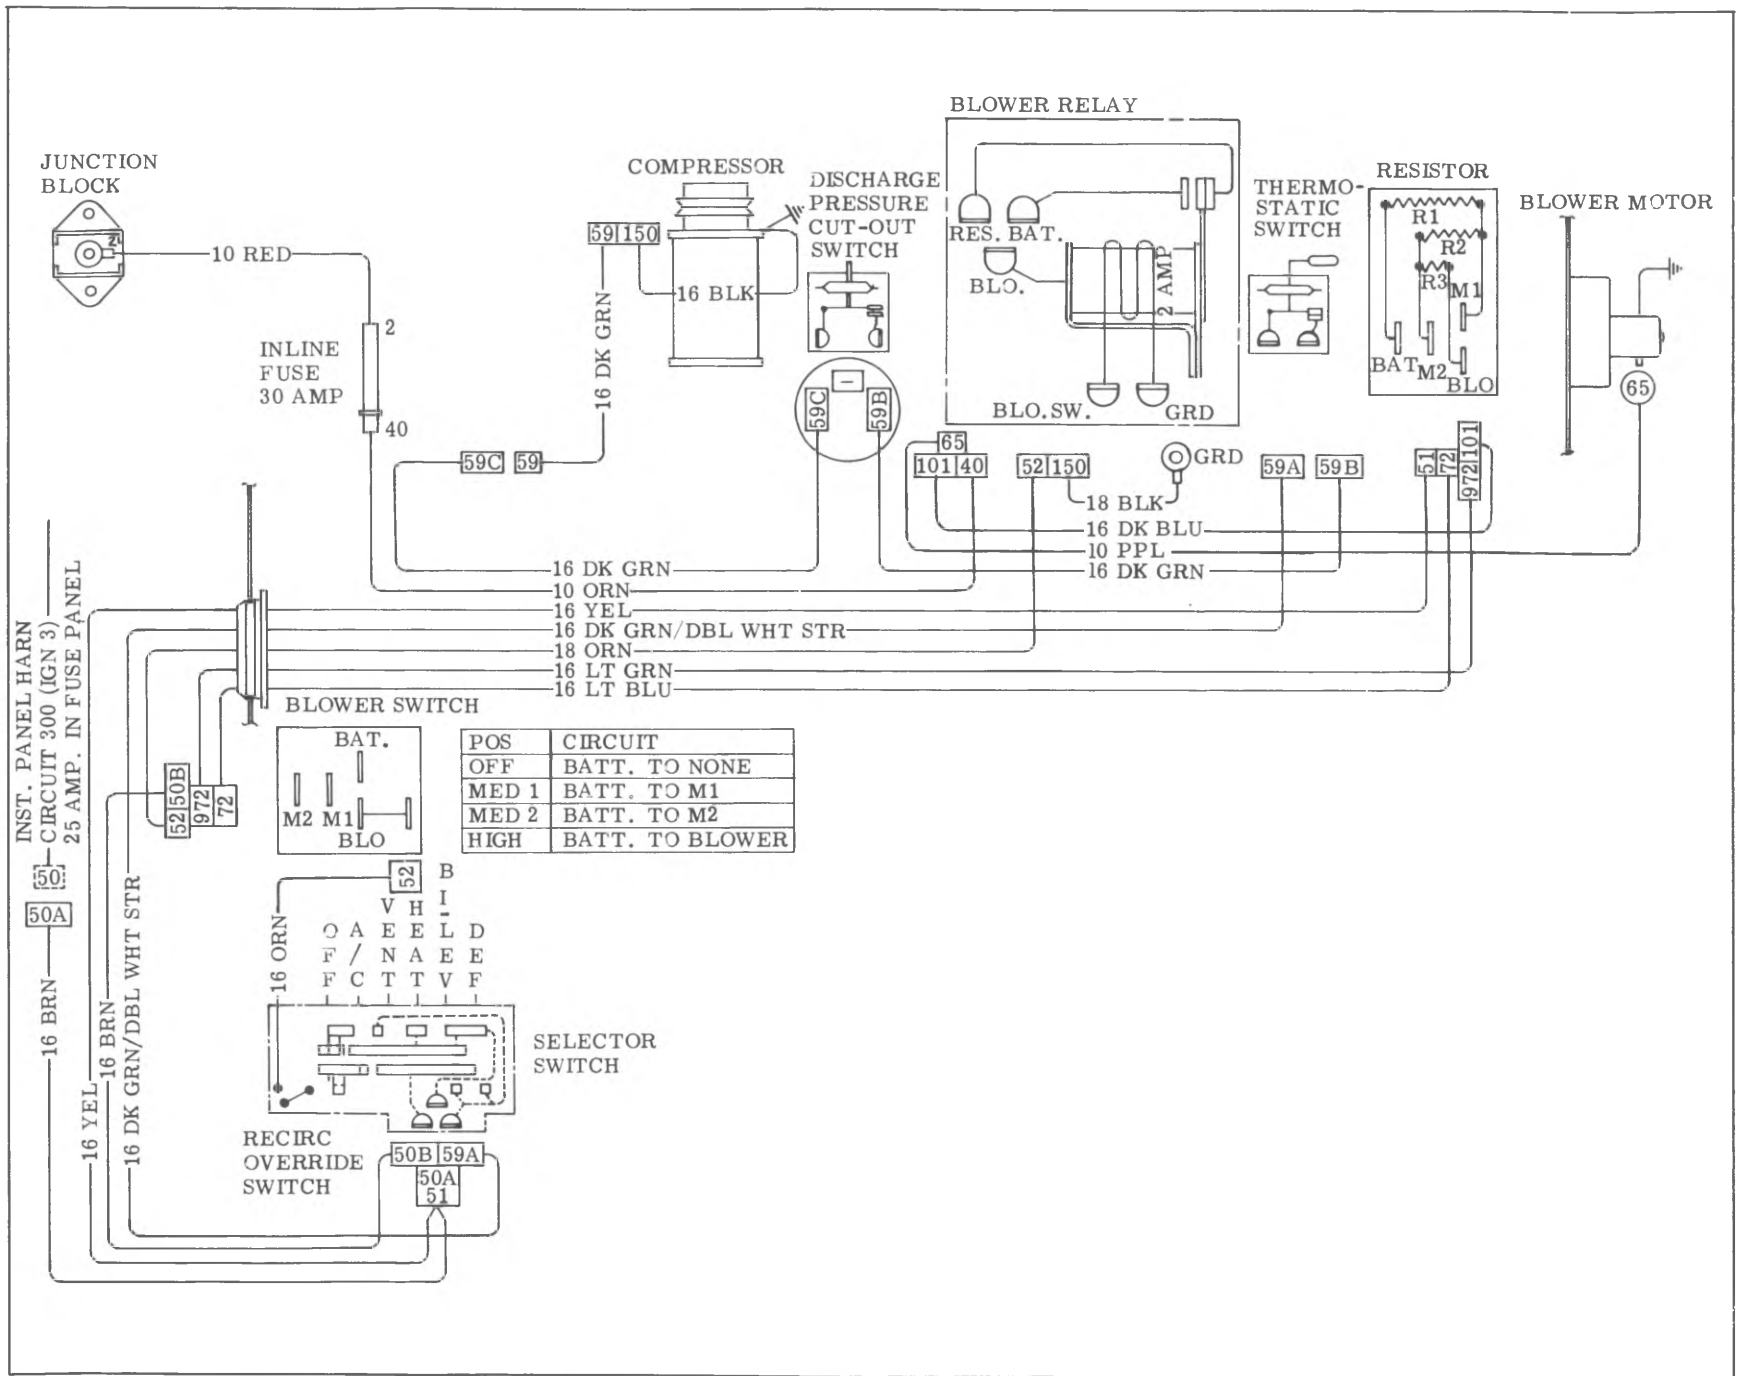 BLOWER RELAY
JUNCTION
BLOCK
COMPRESSOR
DISCHARGE
PRESSURE
CUT-OUT
SWITCH
THERMO-
STATIC
SWITCH
RESISTOR
BLOWER MOTOR
2
10 RED
59 150
16 BLK
16 DK GRN
RES. BAT.
BLO.
2 AMP
BLO. SW.
GRD
R1
R2
R3
M1
BAT
M2
BLO
65
INLINE
FUSE
30 AMP
2
40
59C
59B
59C
59
65
101 40
52 150
GRD
59A
59B
51
72
972 101
18 BLK
16 DK BLU
10 PPL
16 DK GRN
16 DK GRN
10 ORN
16 YEL
16 DK GRN/DBL WHT STR
18 ORN
16 LT GRN
16 LT BLU
INST. PANEL HARN
CIRCUIT 300 (IGN 3)
25 AMP. IN FUSE PANEL
50
50A
52 50B
972
72
BLOWER SWITCH
BAT.
M2 M1
BLO
POS CIRCUIT
OFF BATT. TO NONE
MED 1 BATT. TO M1
MED 2 BATT. TO M2
HIGH BATT. TO BLOWER
52
16 ORN
OFF
A/C
VENT
HEAT
BI-LEV
DEF
16 BRN
16 YEL
16 BRN
16 DK GRN/DBL WHT STR
SELECTOR
SWITCH
RECIRC
OVERRIDE
SWITCH
50B 59A
50A
51